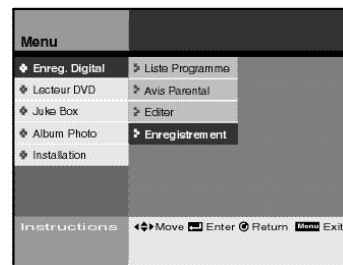 Menu
Enreg. Digital
Liste Programme
Lecteur DVD
Avis Parental
Juke Box
Editer
Album Photo
Enregistrement
Installation
Instructions
Move Enter Return Menu Exit